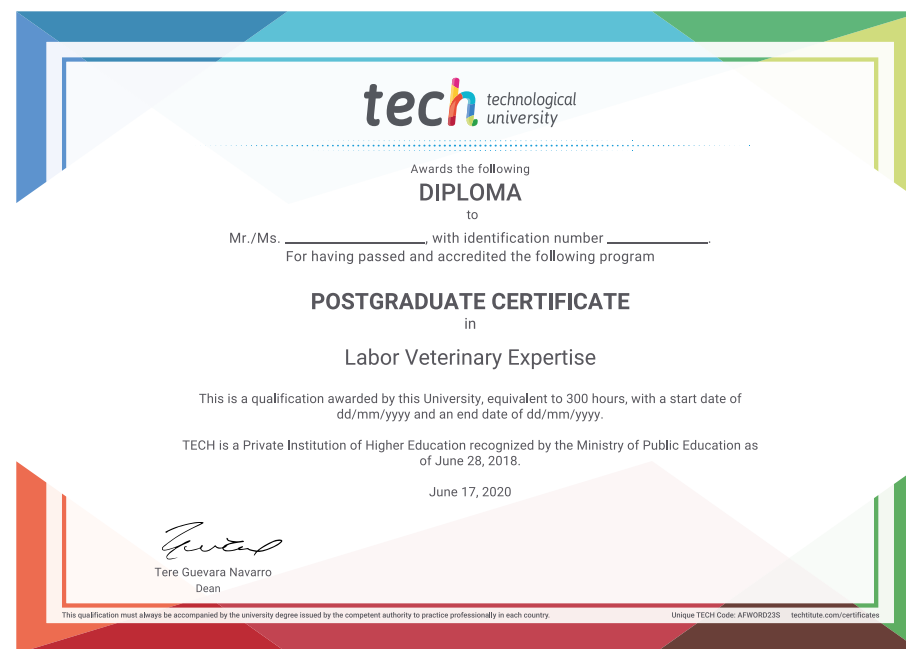 tech technological
university
Awards the following
DIPLOMA
to
Mr./Ms. ____________________, with identification number ______________.
For having passed and accredited the following program
POSTGRADUATE CERTIFICATE
in
Labor Veterinary Expertise
This is a qualification awarded by this University, equivalent to 300 hours, with a start date of
dd/mm/yyyy and an end date of dd/mm/yyyy.
TECH is a Private Institution of Higher Education recognized by the Ministry of Public Education as
of June 28, 2018.
June 17, 2020
Tere Guevara Navarro
Dean
This qualification must always be accompanied by the university degree issued by the competent authority to practice professionally in each country. Unique TECH Code: AFWORD23S techtitute.com/certificates